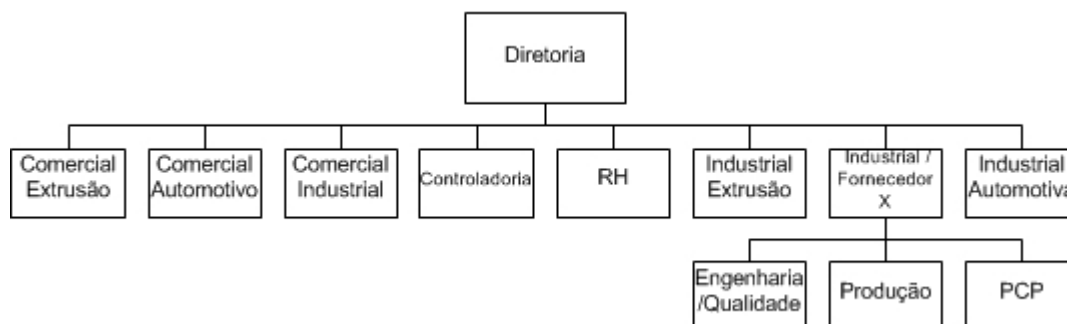 Diretoria
Comercial
Extrusão
Comercial
Automotivo
Comercial
Industrial
Controladoria
RH
Industrial
Extrusão
Industrial /
Fornecedor
X
Industrial
Automotiva
Engenharia
/Qualidade
Produção
PCP